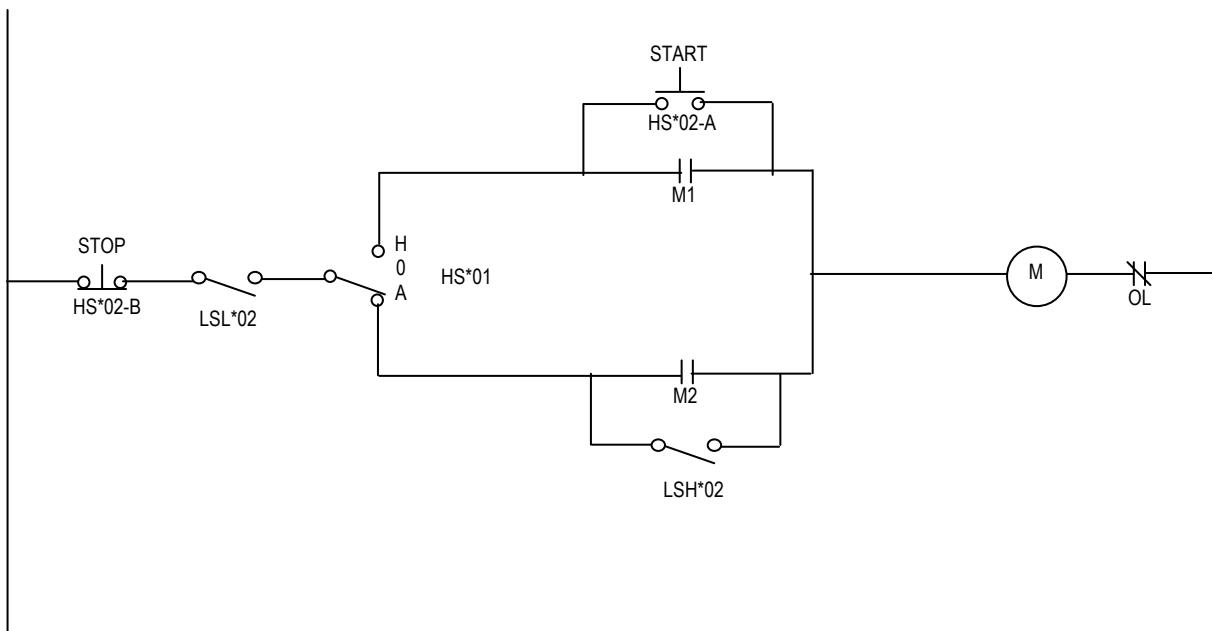 START
HS*02-A
M1
STOP
H
0
A
HS*01
M
HS*02-B
LSL*02
OL
M2
LSH*02